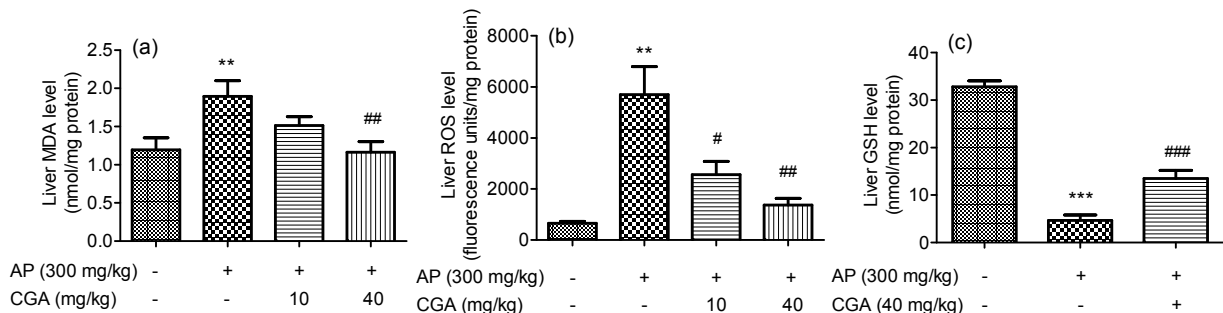 (a)
Liver MDA level
(nmol/mg protein)
2.5
2.0
1.5
1.0
0.5
0.0
**
##
AP (300 mg/kg) - + + +
CGA (mg/kg) - - 10 40
(b)
Liver ROS level
(fluorescence units/mg protein)
8000
6000
4000
2000
0
**
#
##
AP (300 mg/kg) - + + +
CGA (mg/kg) - - 10 40
(c)
Liver GSH level
(nmol/mg protein)
40
30
20
10
0
***
###
AP (300 mg/kg) - + +
CGA (40 mg/kg) - - +